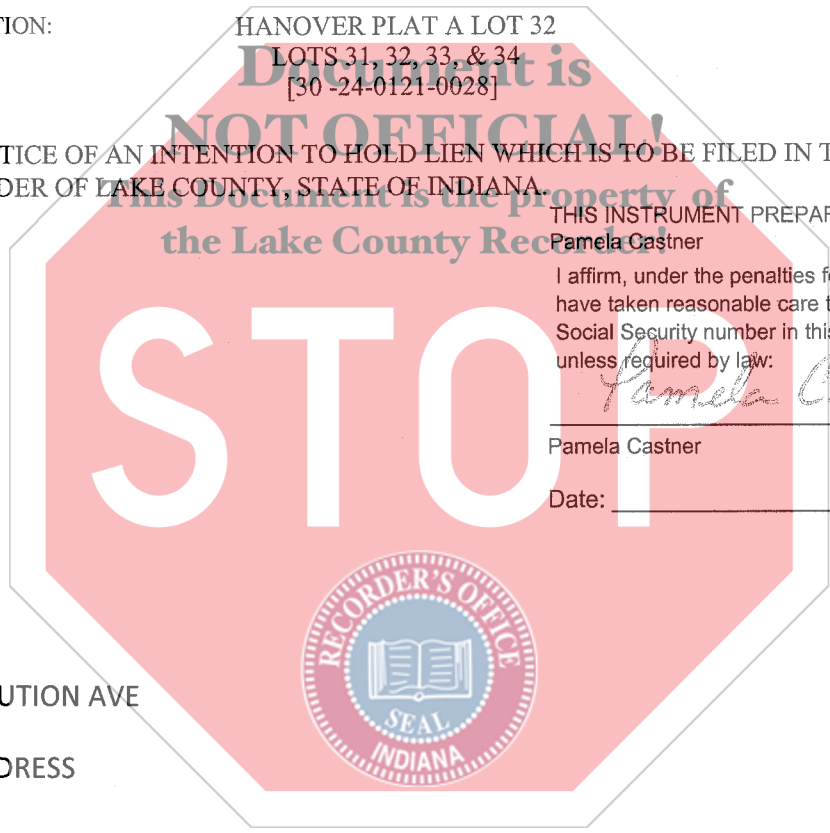 TION: HANOVER PLAT A LOT 32
LOTS 31, 32, 33, & 34
[30 -24-0121-0028]
Document is
NOT OFFICIAL!
This Document is the property of
the Lake County Recorder!
TICE OF AN INTENTION TO HOLD LIEN WHICH IS TO BE FILED IN T
DER OF LAKE COUNTY, STATE OF INDIANA.
THIS INSTRUMENT PREPAR
Pamela Castner
I affirm, under the penalties f
have taken reasonable care t
Social Security number in this
unless required by law:
Pamela C
Pamela Castner
Date:
STOP
RECORDER'S OFFICE
SEAL
INDIANA
UTION AVE
DRESS